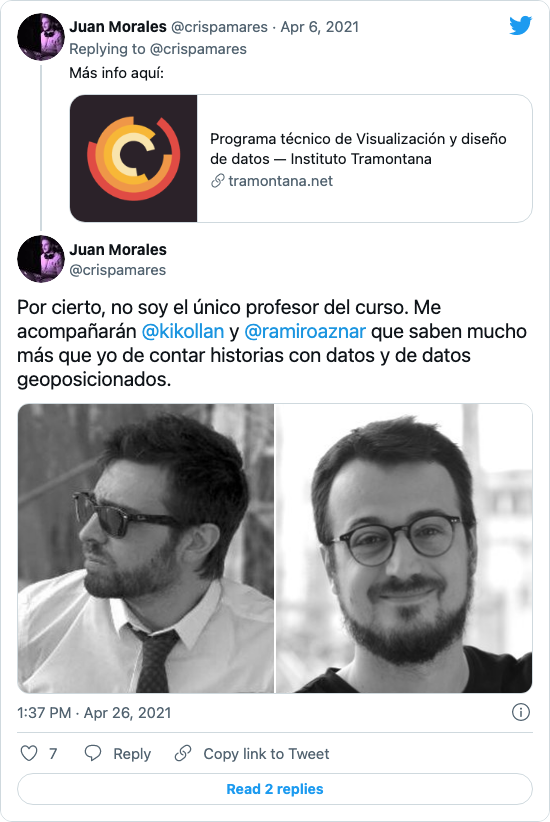 Juan Morales @crispamares · Apr 6, 2021
Replying to @crispamares
Más info aquí:
Programa técnico de Visualización y diseño
de datos — Instituto Tramontana
tramontana.net
Juan Morales
@crispamares
Por cierto, no soy el único profesor del curso. Me
acompañarán @kikollan y @ramiroaznar que saben mucho
más que yo de contar historias con datos y de datos
geoposicionados.
1:37 PM · Apr 26, 2021
7 Reply Copy link to Tweet
Read 2 replies